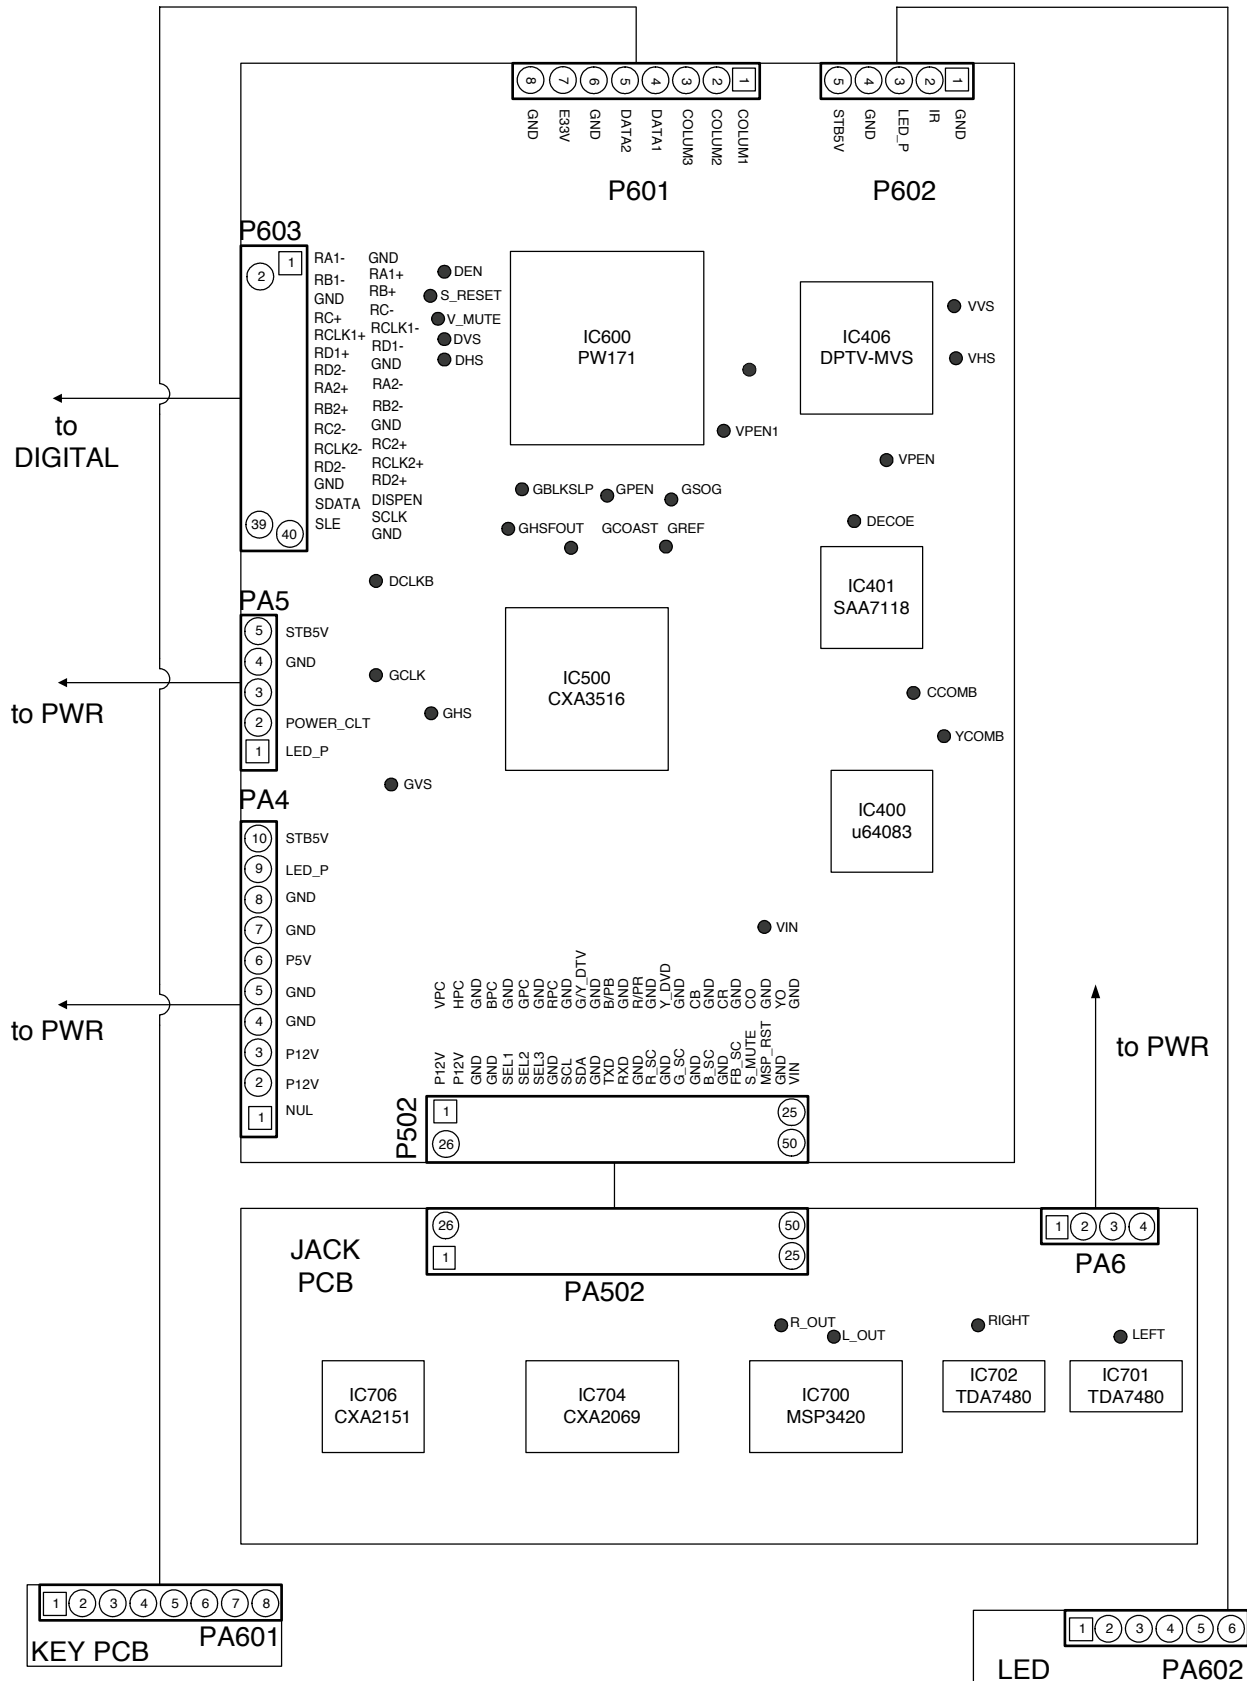 8 7 6 5 4 3 2 1
GND E33V GND DATA2 DATA1 COLUM3 COLUM2 COLUM1
P601
5 4 3 2 1
STB5V GND LED_P IR GND
P602
P603
1
2
39
40
RA1- GND
RB1- RA1+
GND RB+
RC+ RC-
RCLK1+ RCLK1-
RD1+ RD1-
RD2- GND
RA2+ RA2-
RB2+ RB2-
RC2- GND
RCLK2- RC2+
RD2- RCLK2+
GND RD2+
SDATA DISPEN
SLE SCLK
GND
to
DIGITAL
DEN
S_RESET
V_MUTE
DVS
DHS
IC600
PW171
IC406
DPTV-MVS
VVS
VHS
VPEN1
VPEN
GBLKSLP GPEN GSOG
GHSFOUT GCOAST GREF
DECOE
DCLKB
IC401
SAA7118
PA5
5 STB5V
4 GND
3
2 POWER_CLT
1 LED_P
to PWR
GCLK
GHS
GVS
IC500
CXA3516
CCOMB
YCOMB
IC400
u64083
PA4
10 STB5V
9 LED_P
8 GND
7 GND
6 P5V
5 GND
4 GND
3 P12V
2 P12V
1 NUL
to PWR
VIN
VPC HPC GND BPC GND GPC GND RPC GND G/Y_DTV GND B/PB GND R/PR GND Y_DVD GND CB GND CR GND CO GND YO GND
P12V P12V GND GND SEL1 SEL2 SEL3 GND SCL SDA GND TXD RXD GND R_SC GND G_SC GND B_SC GND FB_SC S_MUTE MSP_RST GND VIN
P502
1 25
26 50
to PWR
JACK
PCB
26 50
1 25
PA502
1 2 3 4
PA6
R_OUT
L_OUT
RIGHT
LEFT
IC706
CXA2151
IC704
CXA2069
IC700
MSP3420
IC702
TDA7480
IC701
TDA7480
1 2 3 4 5 6 7 8
KEY PCB PA601
1 2 3 4 5 6
LED PA602